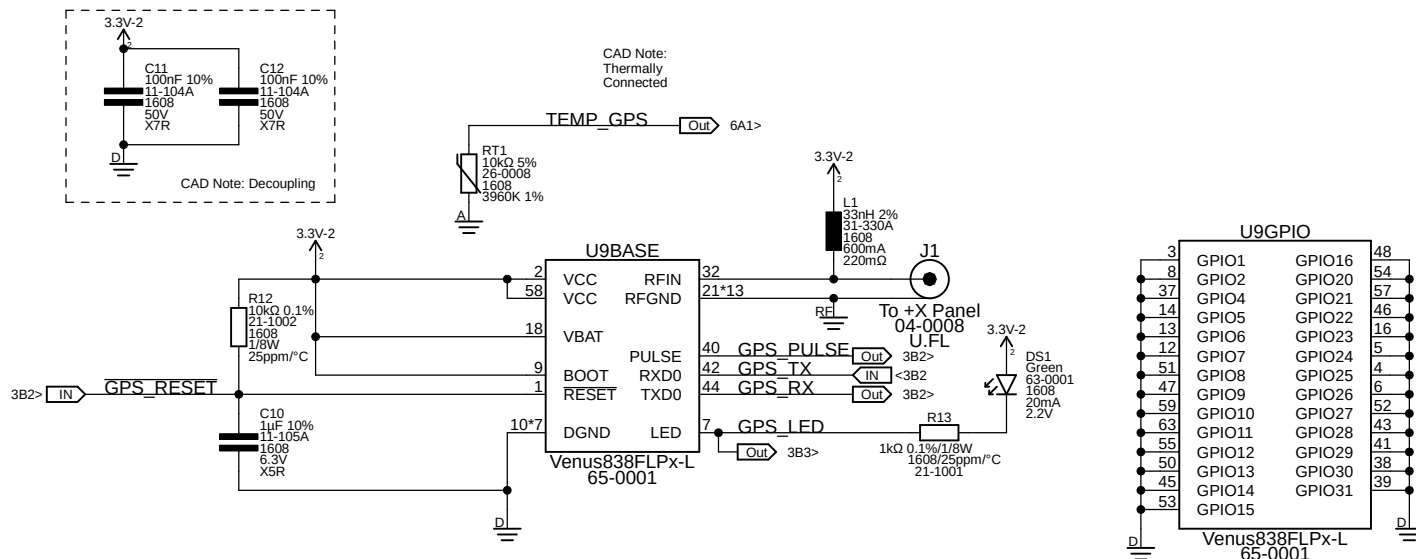 3.3V-2
2
C11
100nF 10%
11-104A
1608
50V
X7R
C12
100nF 10%
11-104A
1608
50V
X7R
D
CAD Note: Decoupling
CAD Note:
Thermally
Connected
TEMP_GPS
Out
6A1>
RT1
10kΩ 5%
26-0008
1608
3960K 1%
A
3.3V-2
2
L1
33nH 2%
31-330A
1608
600mA
220mΩ
J1
To +X Panel
04-0008
U.FL
RF
3.3V-2
2
R12
10kΩ 0.1%
21-1002
1608
1/8W
25ppm/°C
3B2>
IN
GPS_RESET
C10
1µF 10%
11-105A
1608
6.3V
X5R
D
U9BASE
2
VCC
RFIN
32
58
VCC
RFGND
21*13
18
VBAT
PULSE
40
GPS_PULSE
Out
3B2>
9
BOOT
RXD0
42
GPS_TX
IN
<3B2
1
RESET
TXD0
44
GPS_RX
Out
3B2>
10*7
DGND
LED
7
GPS_LED
Out
3B3>
Venus838FLPx-L
65-0001
R13
1kΩ 0.1%/1/8W
1608/25ppm/°C
21-1001
3.3V-2
2
DS1
Green
63-0001
1608
20mA
2.2V
U9GPIO
3 GPIO1 GPIO16 48
8 GPIO2 GPIO20 54
37 GPIO4 GPIO21 57
14 GPIO5 GPIO22 46
13 GPIO6 GPIO23 16
12 GPIO7 GPIO24 5
51 GPIO8 GPIO25 4
47 GPIO9 GPIO26 6
59 GPIO10 GPIO27 52
63 GPIO11 GPIO28 43
55 GPIO12 GPIO29 41
50 GPIO13 GPIO30 38
45 GPIO14 GPIO31 39
53 GPIO15
D
D
Venus838FLPx-L
65-0001